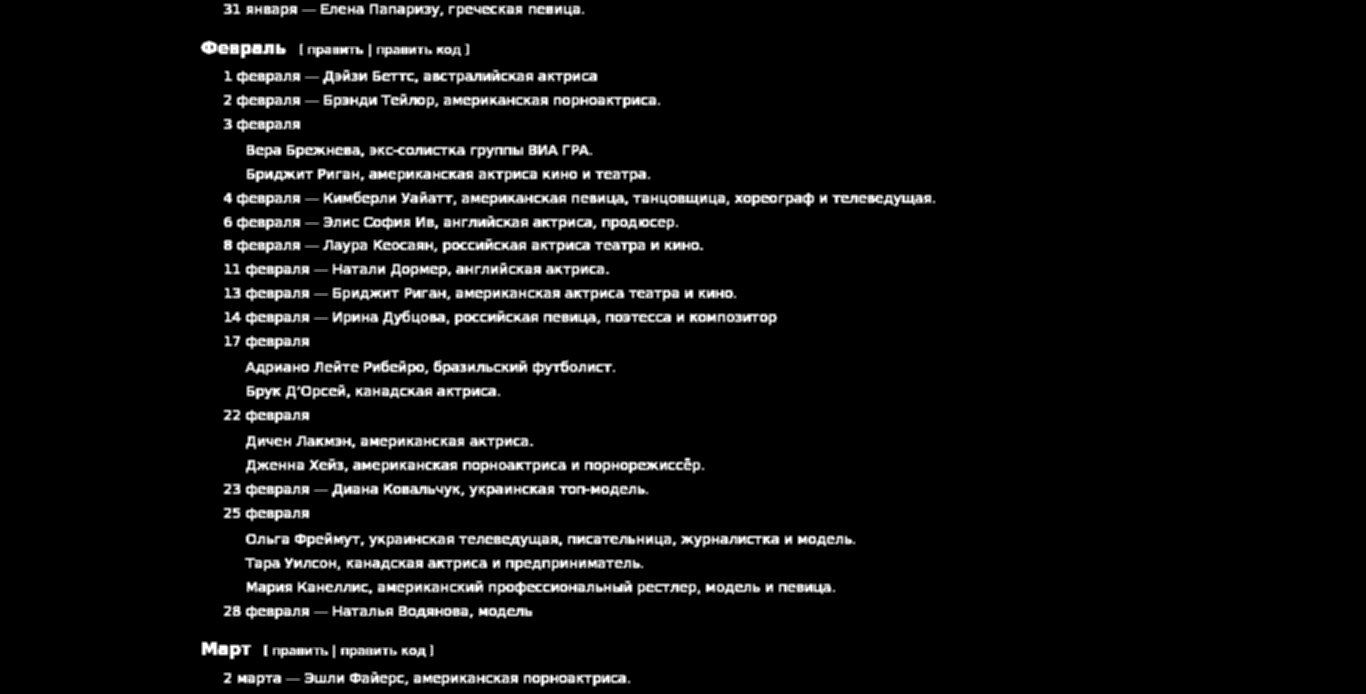 31 января — Елена Папаризу, греческая певица.
Февраль [ править | править код ]
1 февраля — Дэйзи Беттс, австралийская актриса
2 февраля — Брэнди Тейлор, американская порноактриса.
3 февраля
Вера Брежнева, экс-солистка группы ВИА ГРА.
Бриджит Риган, американская актриса кино и театра.
4 февраля — Кимберли Уайатт, американская певица, танцовщица, хореограф и телеведущая.
6 февраля — Элис София Ив, английская актриса, продюсер.
8 февраля — Лаура Кеосаян, российская актриса театра и кино.
11 февраля — Натали Дормер, английская актриса.
13 февраля — Бриджит Риган, американская актриса театра и кино.
14 февраля — Ирина Дубцова, российская певица, поэтесса и композитор
17 февраля
Адриано Лейте Рибейро, бразильский футболист.
Брук Д’Орсей, канадская актриса.
22 февраля
Дичен Лакмэн, американская актриса.
Дженна Хейз, американская порноактриса и порнорежиссёр.
23 февраля — Диана Ковальчук, украинская топ-модель.
25 февраля
Ольга Фреймут, украинская телеведущая, писательница, журналистка и модель.
Тара Уилсон, канадская актриса и предприниматель.
Мария Канеллис, американский профессиональный рестлер, модель и певица.
28 февраля — Наталья Водянова, модель
Март [ править | править код ]
2 марта — Эшли Файерс, американская порноактриса.